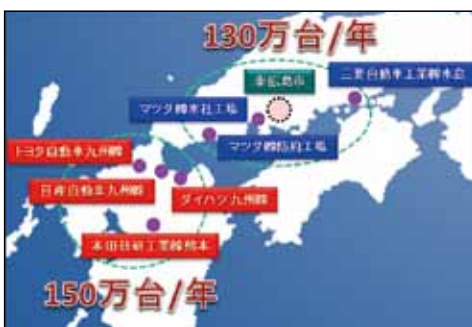 130万台/年
東広島市
三菱自動車工業㈱水島
マツダ㈱本社工場
マツダ㈱防府工場
トヨタ自動車九州㈱
日産自動車九州㈱
ダイハツ九州㈱
本田技研工業㈱熊本
150万台/年